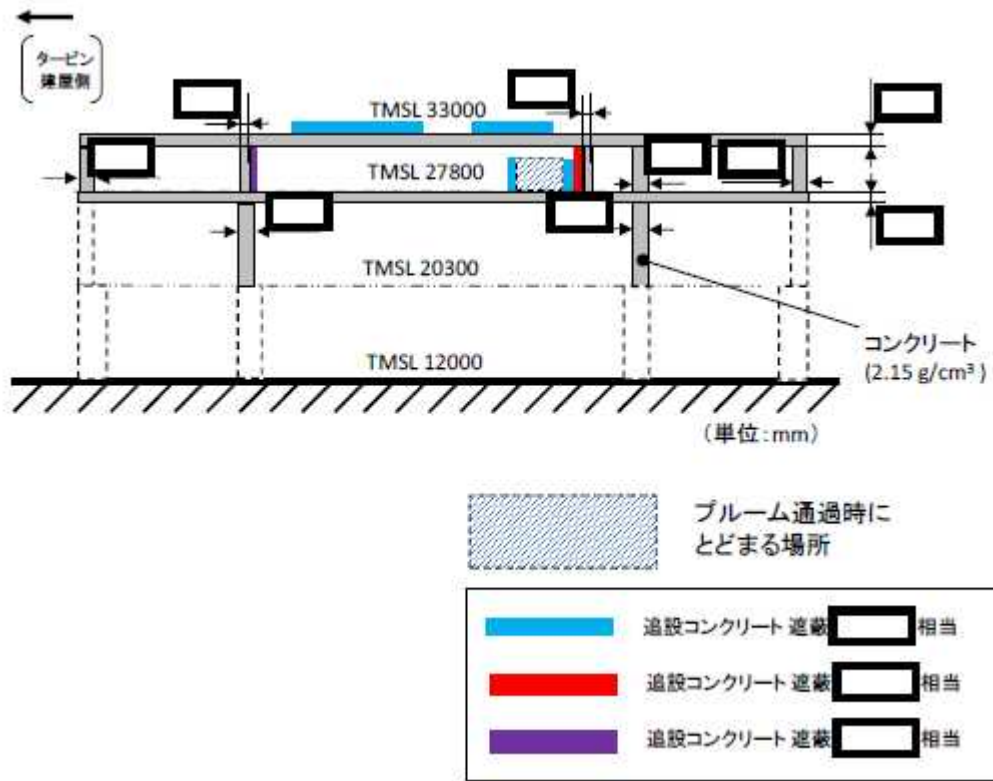 タービン
建屋側
TMSL 33000
TMSL 27800
TMSL 20300
コンクリート
(2.15 g/cm³ )
TMSL 12000
（単位：mm）
プルーム通過時に
とどまる場所
追設コンクリート 遮蔽 相当
追設コンクリート 遮蔽 相当
追設コンクリート 遮蔽 相当